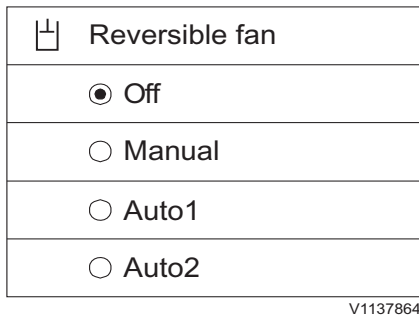 Reversible fan
Off
Manual
Auto1
Auto2
V1137864